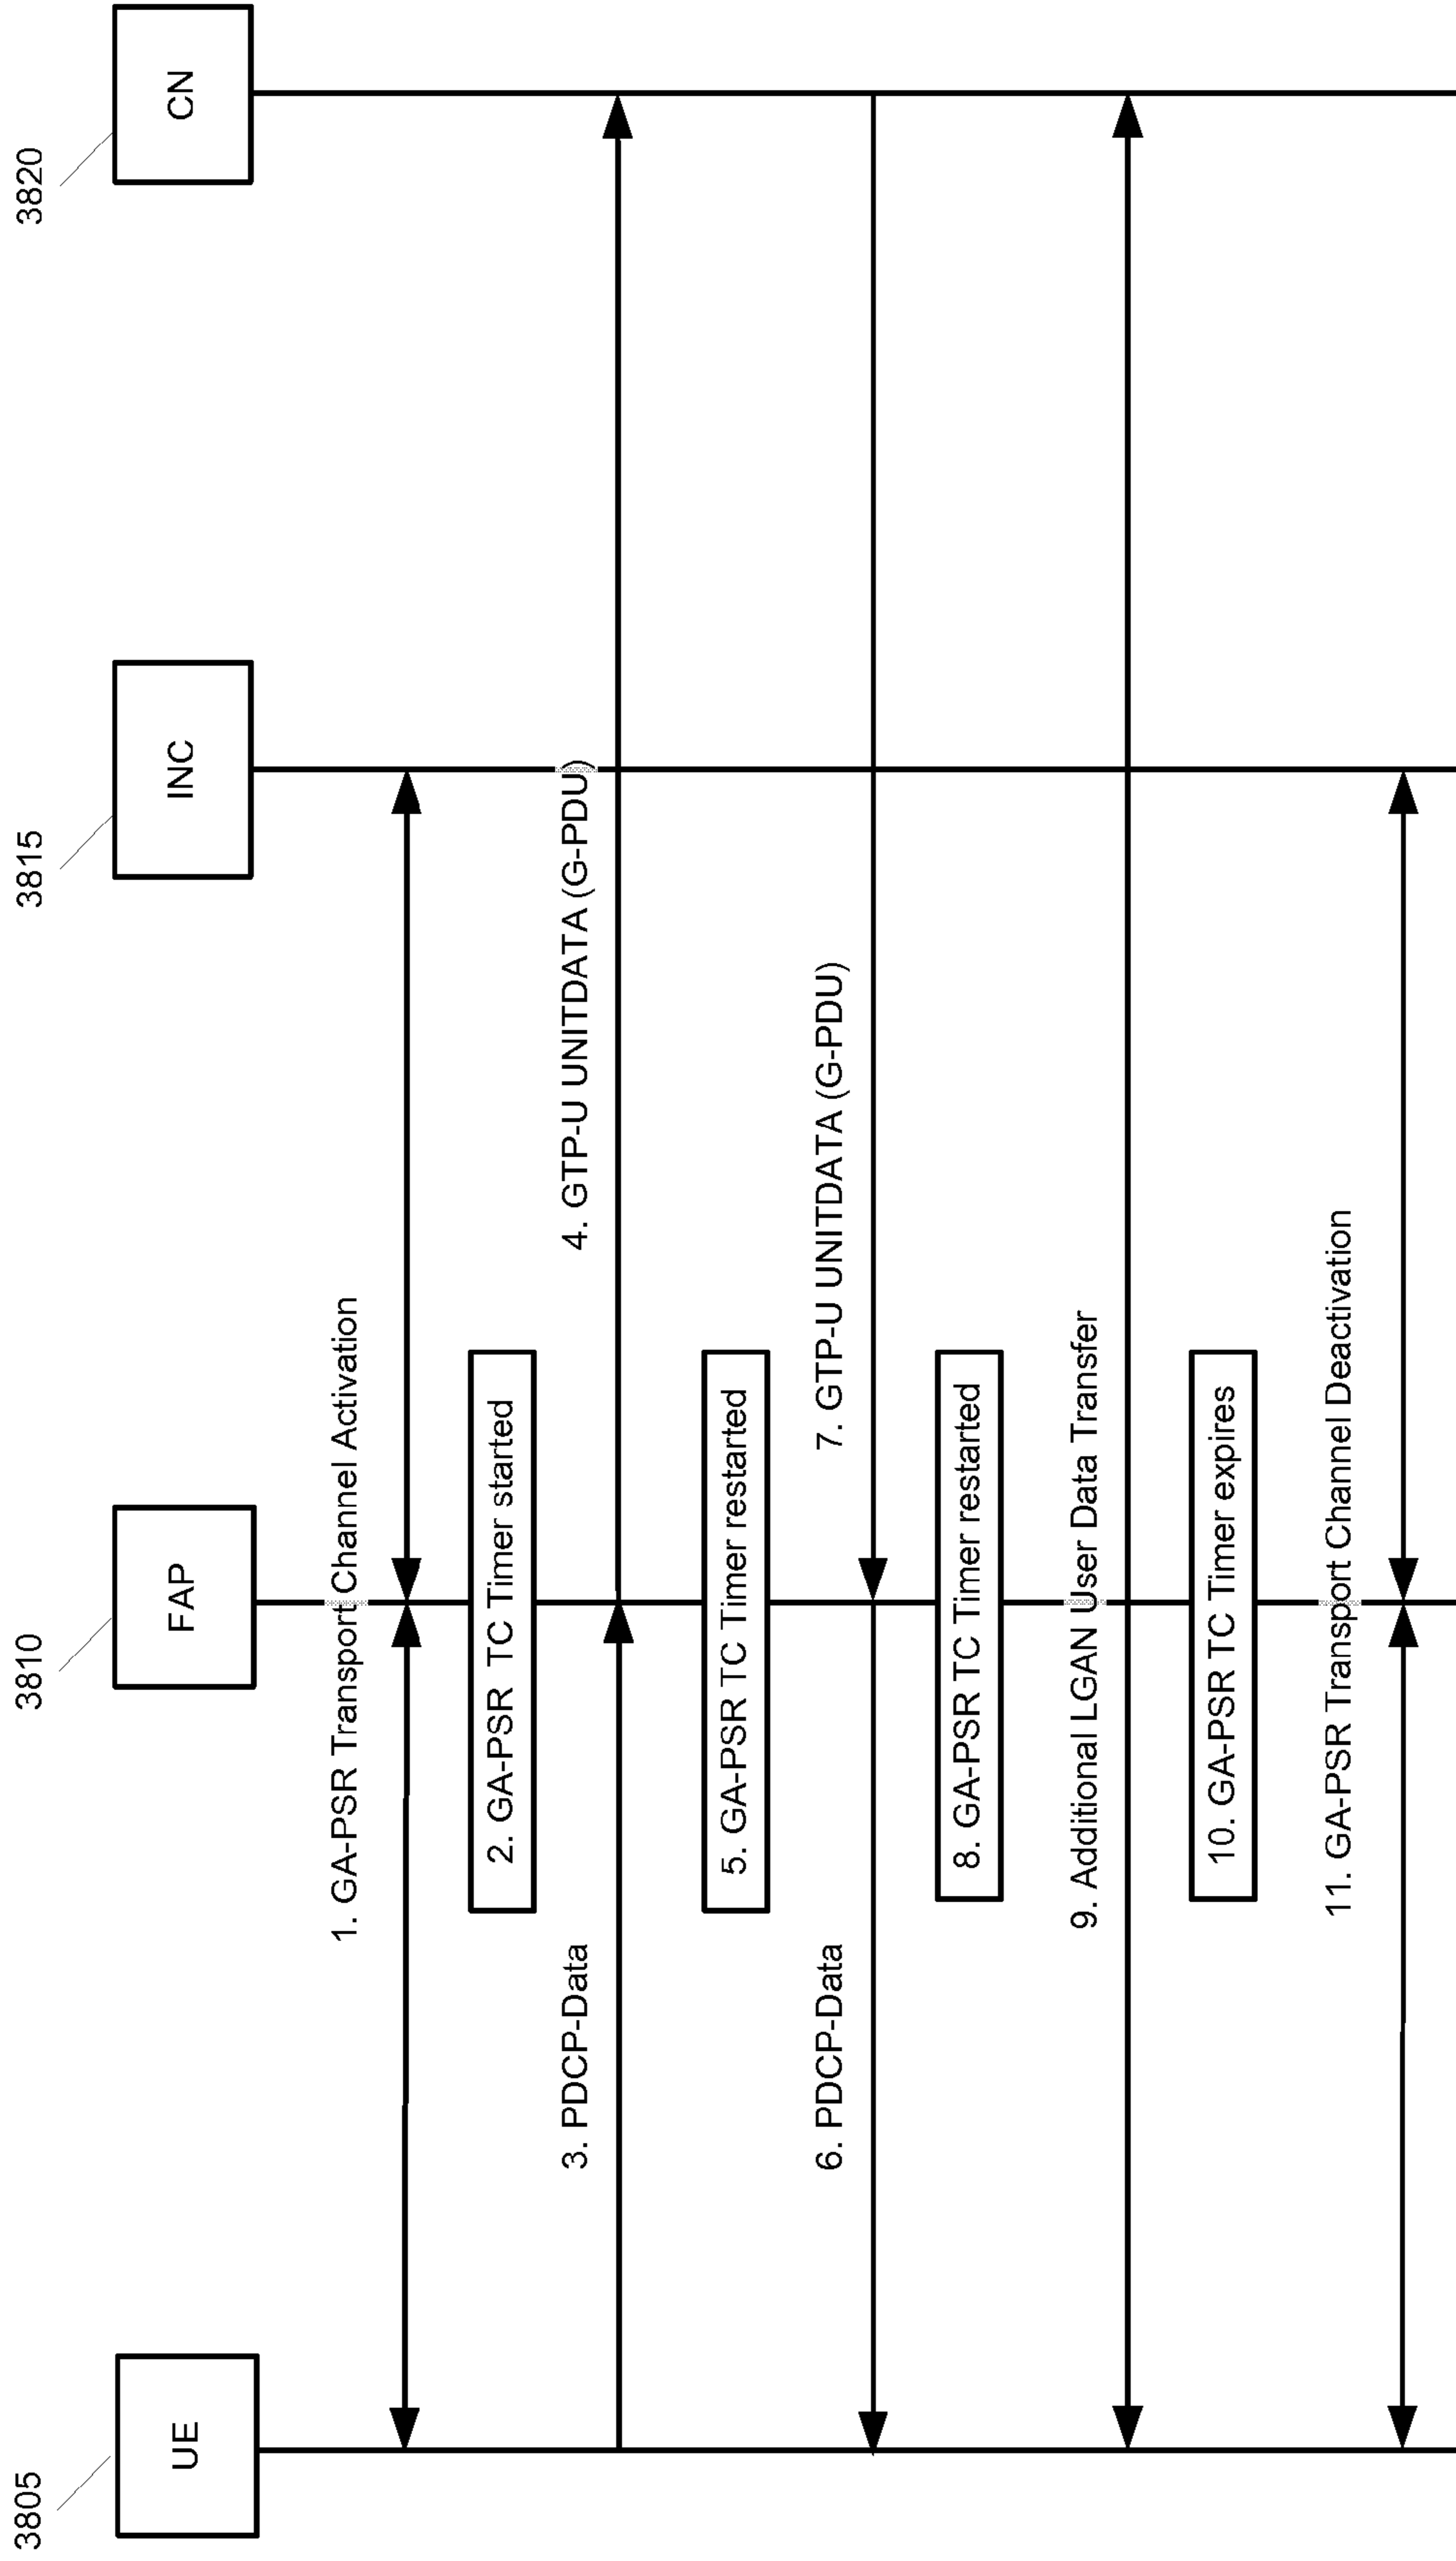 3805
3810
3815
3820
UE
FAP
INC
CN
1. GA-PSR Transport Channel Activation
2. GA-PSR TC Timer started
3. PDCP-Data
4. GTP-U UNITDATA (G-PDU)
5. GA-PSR TC Timer restarted
6. PDCP-Data
7. GTP-U UNITDATA (G-PDU)
8. GA-PSR TC Timer restarted
9. Additional LGAN User Data Transfer
10. GA-PSR TC Timer expires
11. GA-PSR Transport Channel Deactivation